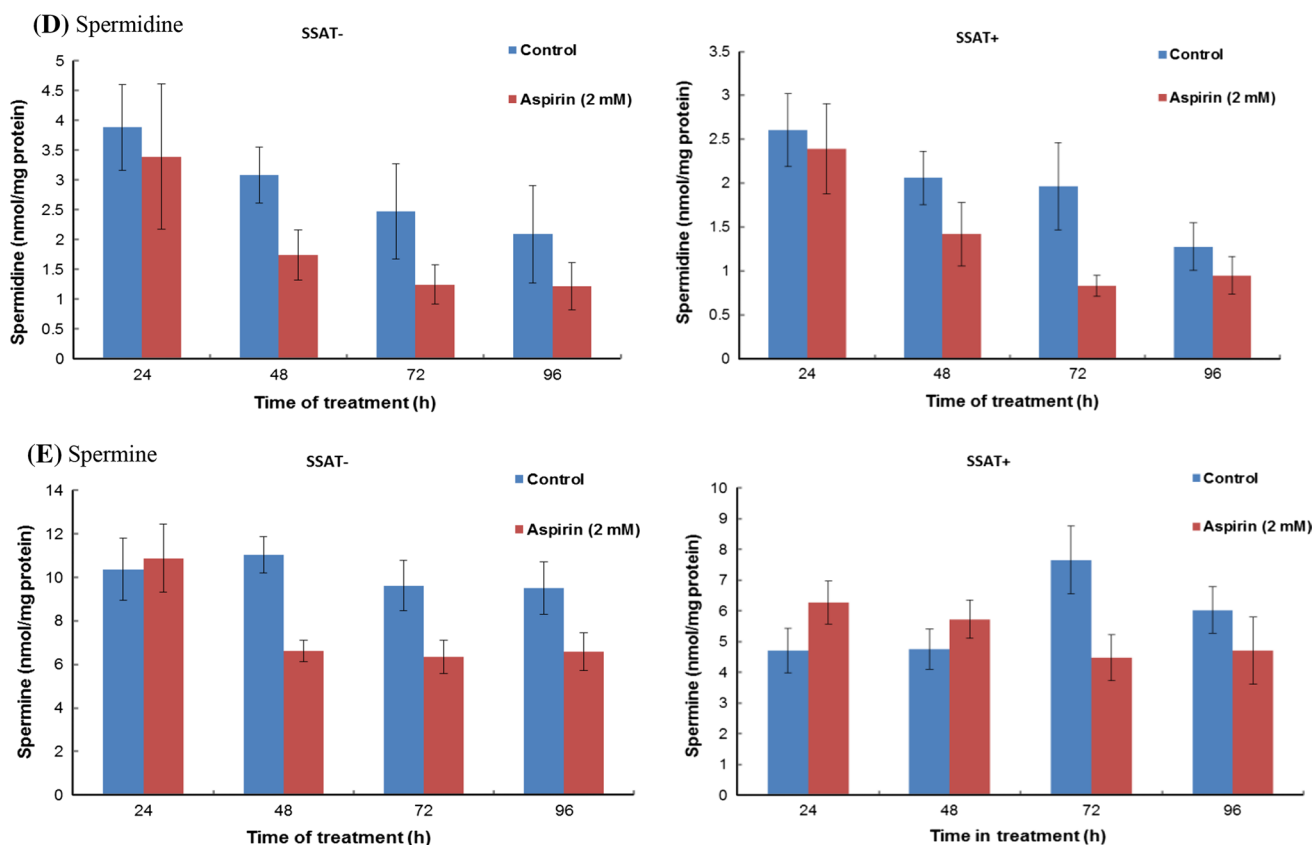 (D) Spermidine
SSAT-
Control
Aspirin (2 mM)
Spermidine (nmol/mg protein)
5
4.5
4
3.5
3
2.5
2
1.5
1
0.5
0
24 48 72 96
Time of treatment (h)
SSAT+
Control
Aspirin (2 mM)
Spermidine (nmol/mg protein)
3.5
3
2.5
2
1.5
1
0.5
0
24 48 72 96
Time of treatment (h)
(E) Spermine
SSAT-
Control
Aspirin (2 mM)
Spermine (nmol/mg protein)
14
12
10
8
6
4
2
0
24 48 72 96
Time of treatment (h)
SSAT+
Control
Aspirin (2 mM)
Spermine (nmol/mg protein)
10
9
8
7
6
5
4
3
2
1
0
24 48 72 96
Time in treatment (h)